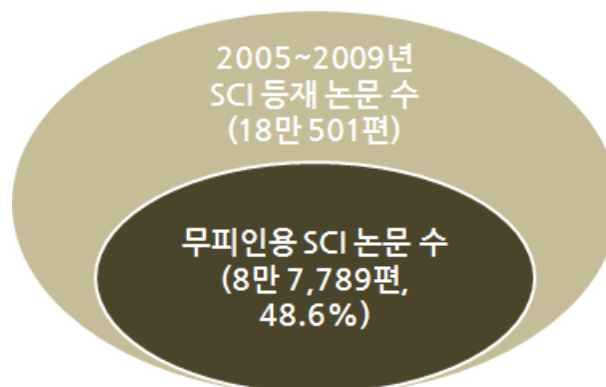 2005~2009년
SCI 등재 논문 수
(18만 501편)
무피인용 SCI 논문 수
(8만 7,789편,
48.6%)